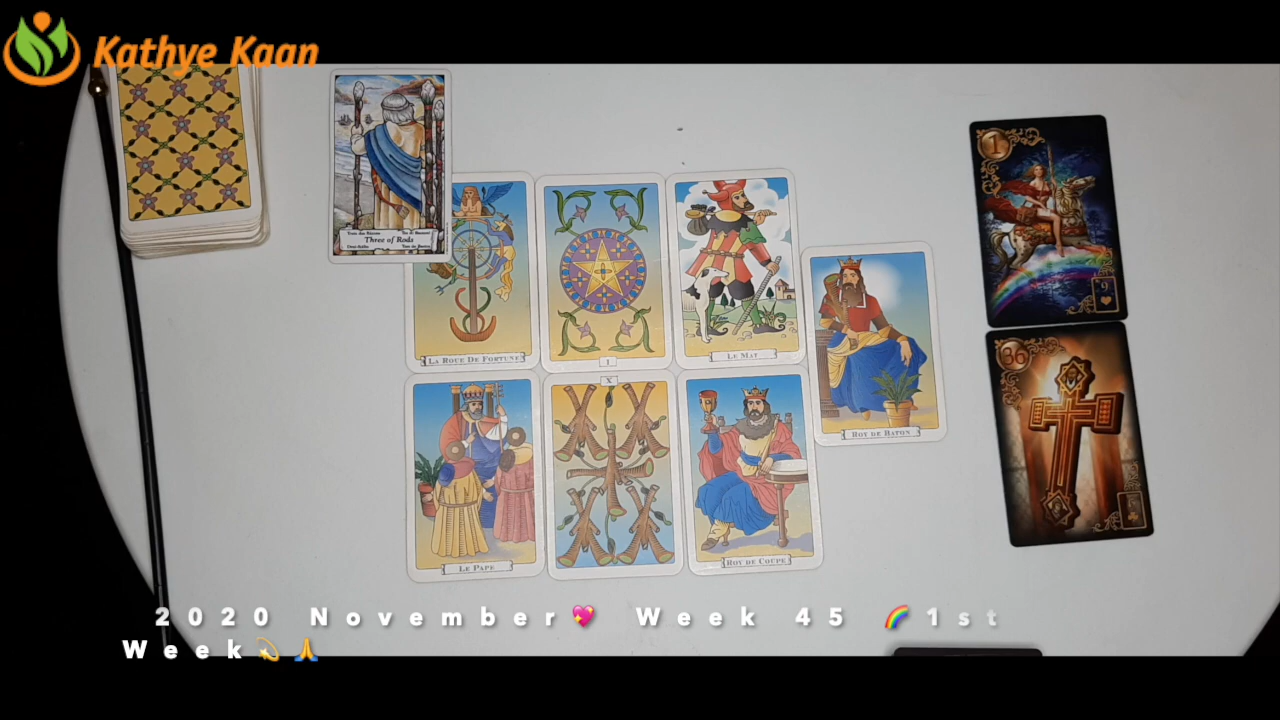 Kathye Kaan
Three of Rods
LA ROUE DE FORTUNE
1
LE MAT
ROY DE BATON
1
9
X
LE PAPE
ROY DE COUPE
36
2020 November💖 Week 45 🌈1st
Week💫🙏